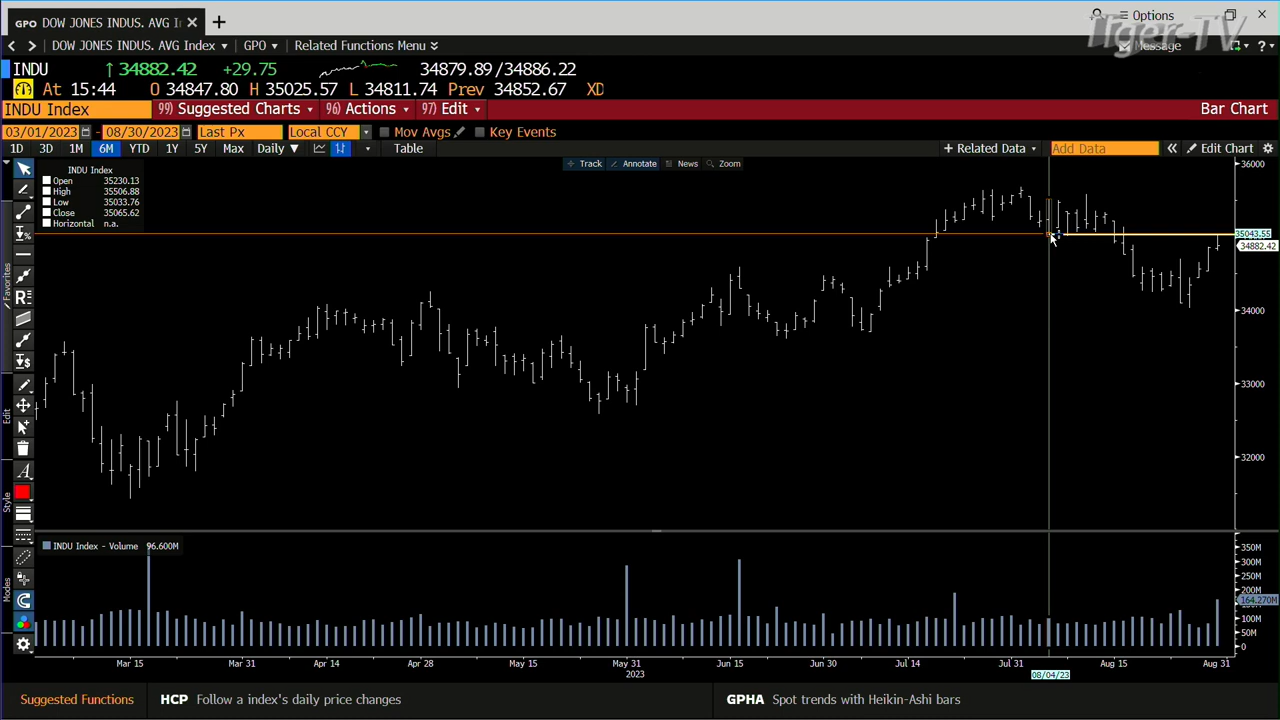 GPO DOW JONES INDUS. AVG I
Options
DOW JONES INDUS. AVG Index GPO Related Functions Menu
Tiger-TV
Message
INDU 34882.42 +29.75 34879.89/34886.22
At 15:44 O 34847.80 H 35025.57 L 34811.74 Prev 34852.67 XD
INDU Index 99) Suggested Charts 96) Actions 97) Edit Bar Chart
03/01/2023 - 08/30/2023 Last Px Local CCY Mov Avgs Key Events
1D 3D 1M 6M YTD 1Y 5Y Max Daily ▼ Table + Related Data Add Data « Edit Chart
Track Annotate News Zoom
INDU Index
Open 35230.13
High 35506.88
Low 35033.76
Close 35065.62
Horizontal n.a.
36000
35043.55
34882.42
34000
33000
32000
Favorites
Edit
Style
Modes
INDU Index - Volume 96.600M
350M
300M
250M
200M
164.270M
100M
50M
0
Mar 15 Mar 31 Apr 14 Apr 28 May 15 May 31 Jun 15 Jun 30 Jul 14 Jul 31 Aug 15 Aug 31
2023
08/04/23
Suggested Functions HCP Follow a index's daily price changes GPHA Spot trends with Heikin-Ashi bars